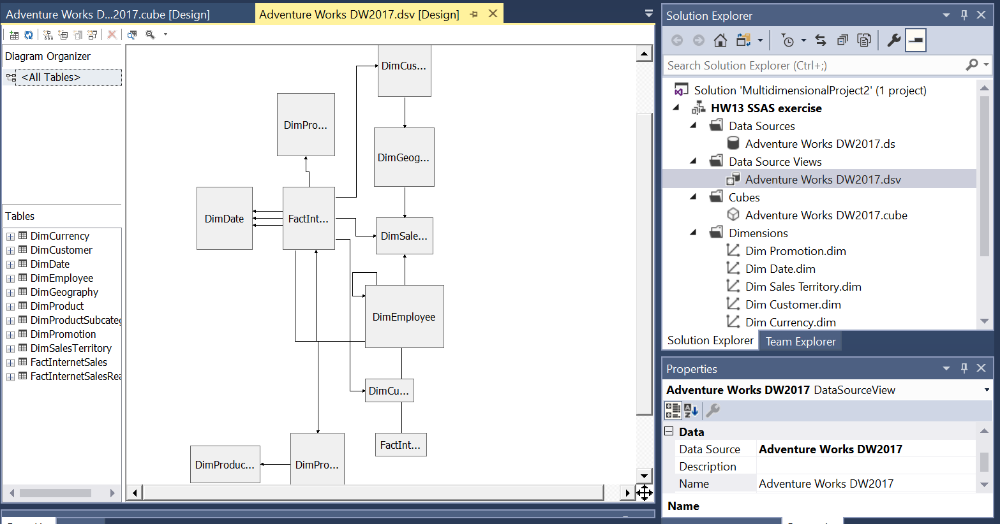 Adventure Works D...2017.cube [Design]
Adventure Works DW2017.dsv [Design]
Diagram Organizer
<All Tables>
Tables
DimCurrency
DimCustomer
DimDate
DimEmployee
DimGeography
DimProduct
DimProductSubcateg
DimPromotion
DimSalesTerritory
FactInternetSales
FactInternetSalesRea
DimCus...
DimPro...
DimGeog...
DimDate
FactInt...
DimSale...
DimEmployee
DimCu...
FactInt...
DimProduc...
DimPro...
Solution Explorer
Search Solution Explorer (Ctrl+;)
Solution 'MultidimensionalProject2' (1 project)
HW13 SSAS exercise
Data Sources
Adventure Works DW2017.ds
Data Source Views
Adventure Works DW2017.dsv
Cubes
Adventure Works DW2017.cube
Dimensions
Dim Promotion.dim
Dim Date.dim
Dim Sales Territory.dim
Dim Customer.dim
Dim Currency.dim
Solution Explorer
Team Explorer
Properties
Adventure Works DW2017 DataSourceView
Data
Data Source Adventure Works DW2017
Description
Name Adventure Works DW2017
Name